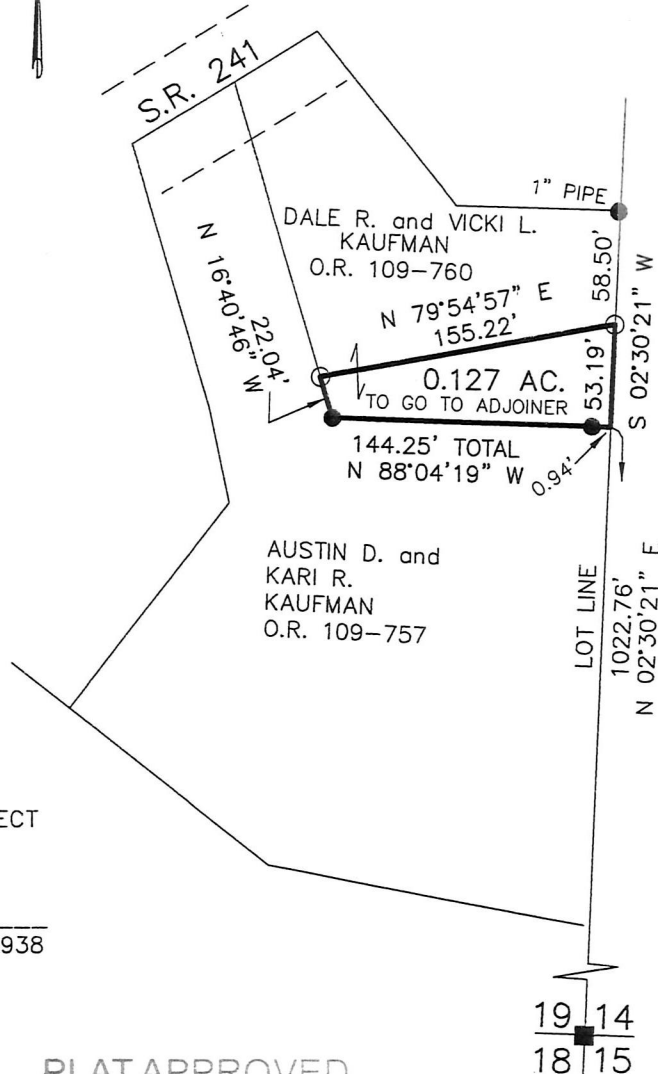 S.R. 241
1" PIPE
DALE R. and VICKI L.
KAUFMAN
O.R. 109-760
58.50'
S 02°30'21" W
N 16°40'46" W
22.04'
N 79°54'57" E
155.22'
0.127 AC.
TO GO TO ADJOINER
53.19'
144.25' TOTAL
N 88°04'19" W
0.94'
AUSTIN D. and
KARI R.
KAUFMAN
O.R. 109-757
LOT LINE
1022.76'
N 02°30'21" E
ECT
938
19 14
18 15
PLAT APPROVED